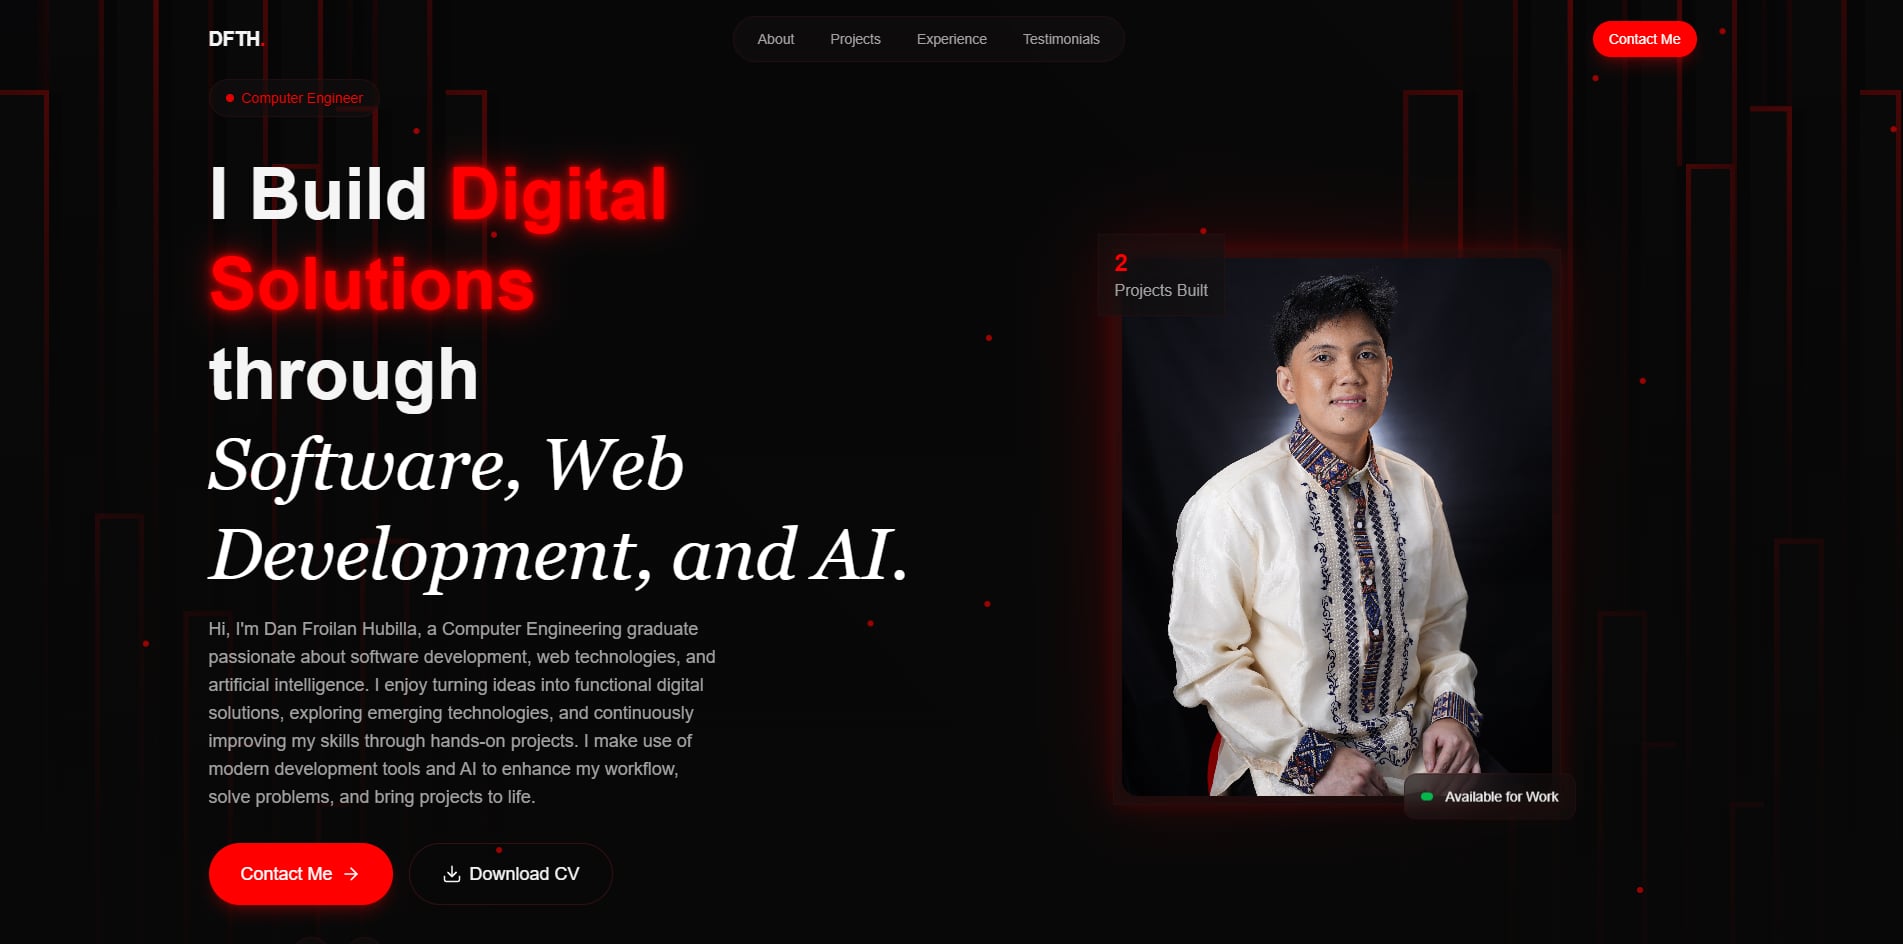 DFTH.
About
Projects
Experience
Testimonials
Contact Me
Computer Engineer
I Build Digital
Solutions
through
Software, Web
Development, and AI.
Hi, I'm Dan Froilan Hubilla, a Computer Engineering graduate
passionate about software development, web technologies, and
artificial intelligence. I enjoy turning ideas into functional digital
solutions, exploring emerging technologies, and continuously
improving my skills through hands-on projects. I make use of
modern development tools and AI to enhance my workflow,
solve problems, and bring projects to life.
Contact Me
Download CV
2
Projects Built
Available for Work